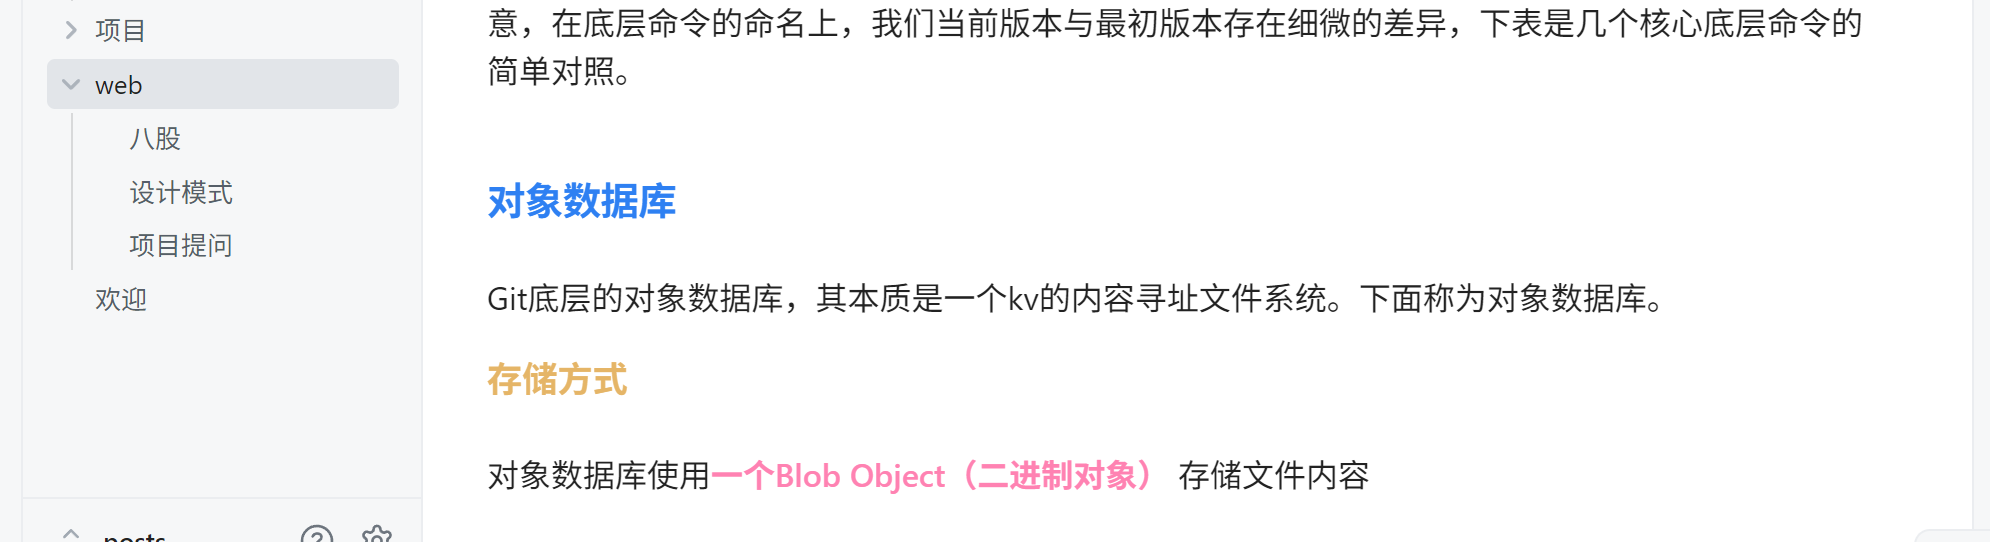 项目
web
八股
设计模式
项目提问
欢迎
posts
意，在底层命令的命名上，我们当前版本与最初版本存在细微的差异，下表是几个核心底层命令的
简单对照。
对象数据库
Git底层的对象数据库，其本质是一个kv的内容寻址文件系统。下面称为对象数据库。
存储方式
对象数据库使用一个Blob Object（二进制对象） 存储文件内容